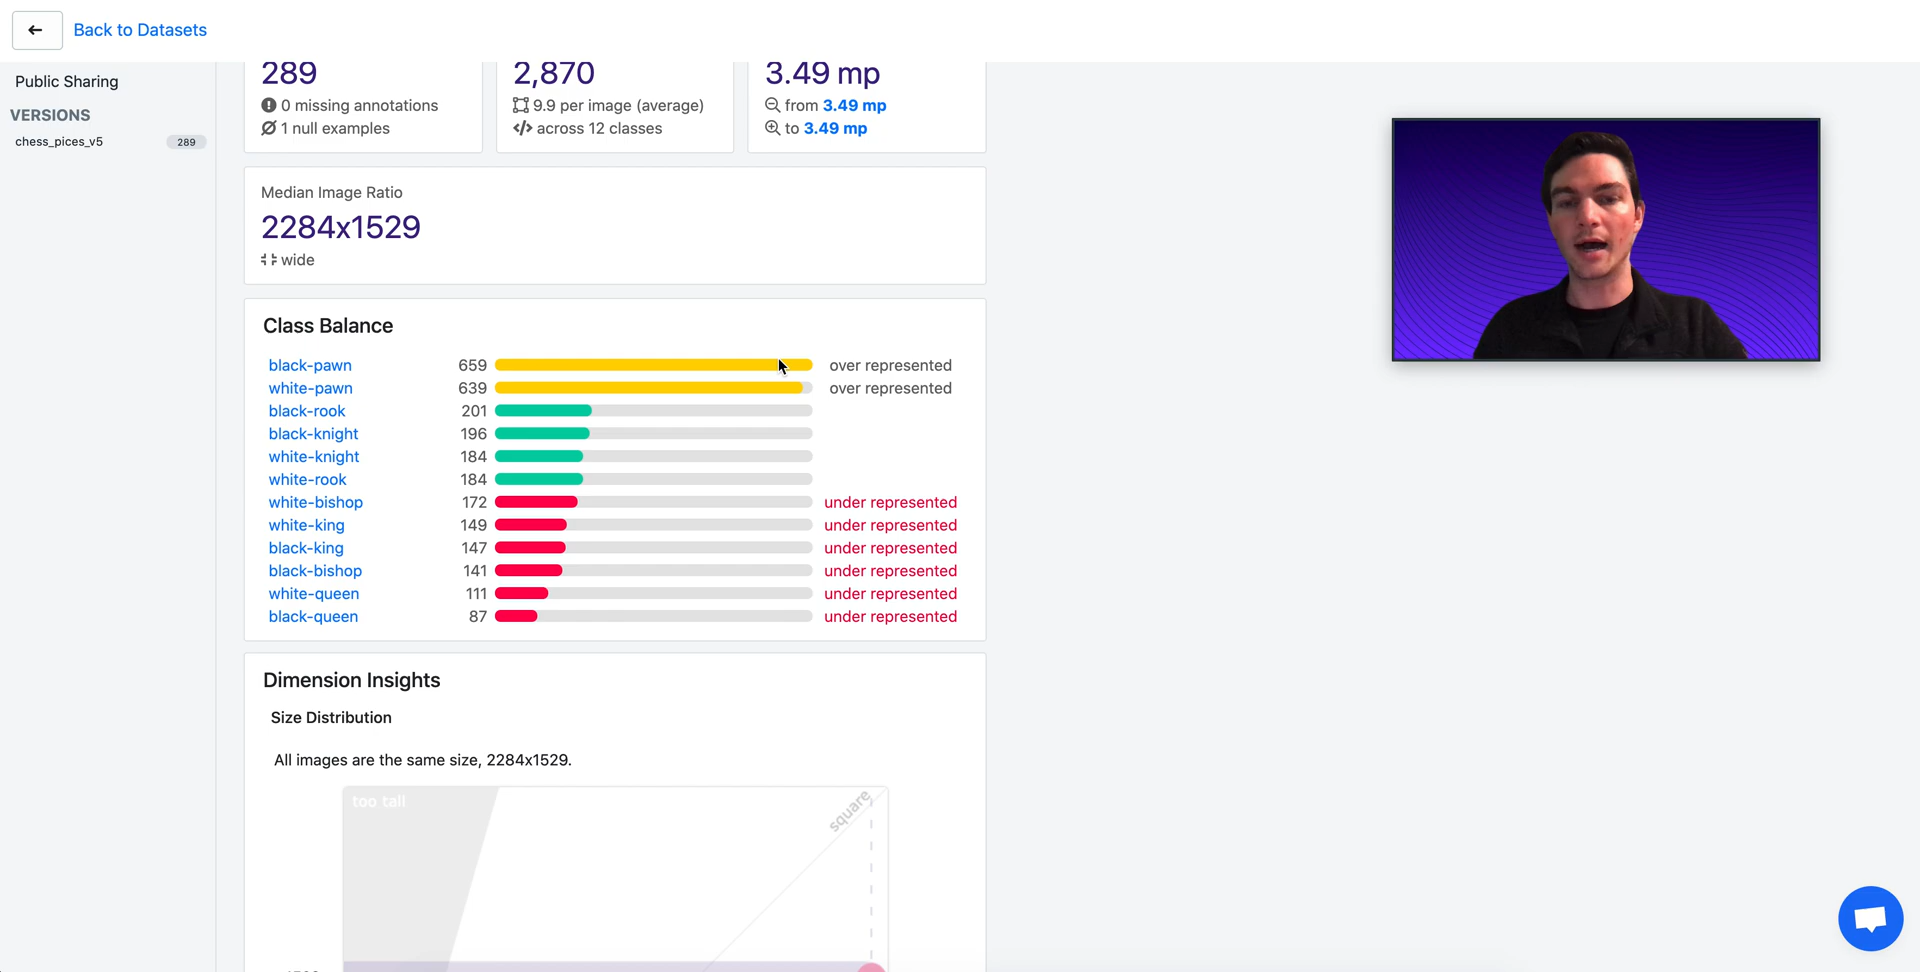 Back to Datasets
Public Sharing
VERSIONS
chess_pices_v5 289
289
0 missing annotations
1 null examples
2,870
9.9 per image (average)
across 12 classes
3.49 mp
from 3.49 mp
to 3.49 mp
Median Image Ratio
2284x1529
wide
Class Balance
black-pawn 659 over represented
white-pawn 639 over represented
black-rook 201
black-knight 196
white-knight 184
white-rook 184
white-bishop 172 under represented
white-king 149 under represented
black-king 147 under represented
black-bishop 141 under represented
white-queen 111 under represented
black-queen 87 under represented
Dimension Insights
Size Distribution
All images are the same size, 2284x1529.
too tall
square